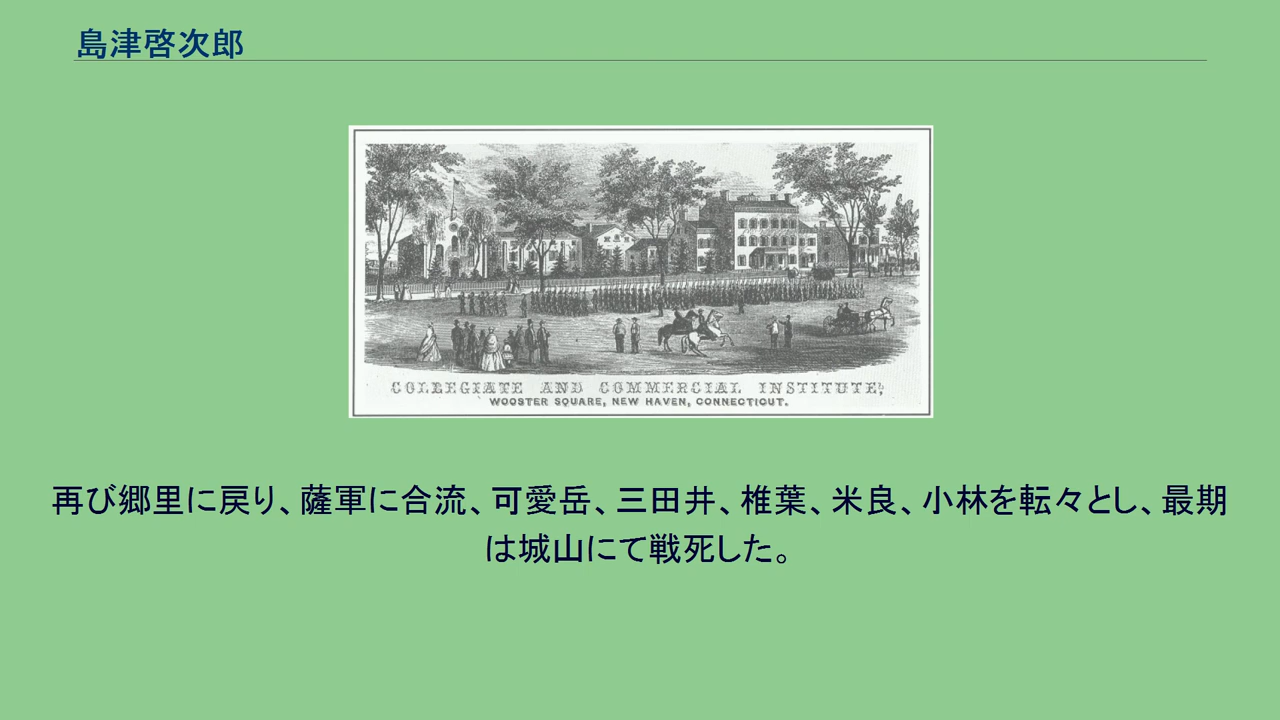 島津啓次郎
COLLEGIATE AND COMMERCIAL INSTITUTE,
WOOSTER SQUARE, NEW HAVEN, CONNECTICUT.
再び郷里に戻り、薩軍に合流、可愛岳、三田井、椎葉、米良、小林を転々とし、最期
は城山にて戦死した。